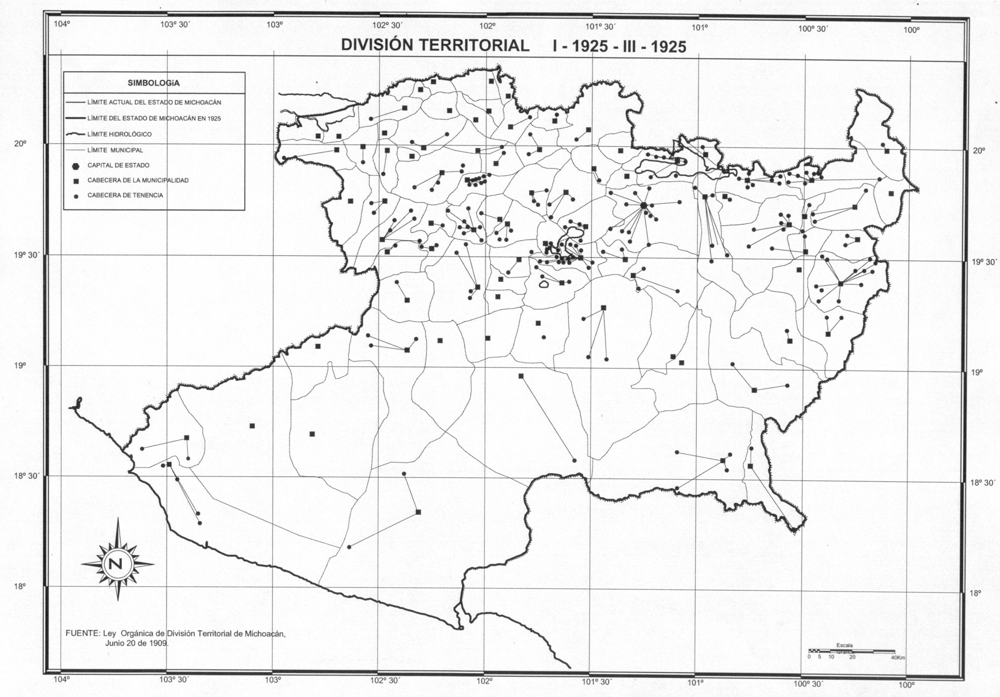 104º 103º 30´ 103º 102º 30´ 102º 101º 30´ 101º 100º 30´ 100º
DIVISIÓN TERRITORIAL I - 1925 - III - 1925
SIMBOLOGíA
LÍMITE ACTUAL DEL ESTADO DE MICHOACÁN
LÍMITE DEL ESTADO DE MICHOACÁN EN 1925
LÍMITE HIDROLÓGICO
LÍMITE MUNICIPAL
CAPITAL DE ESTADO
CABECERA DE LA MUNICIPALIDAD
CABECERA DE TENENCIA
20º 20º
19º 30´ 19º 30´
19º 19º
18º 30´ 18º 30´
18º 18º
N
FUENTE: Ley Orgánica de División Territorial de Michoacán,
Junio 20 de 1909.
Escala
Gráfica
0 5 10 20 40Km
104º 103º 30´ 103º 102º 30´ 102º 101º 30´ 101º 100º 30´ 100º